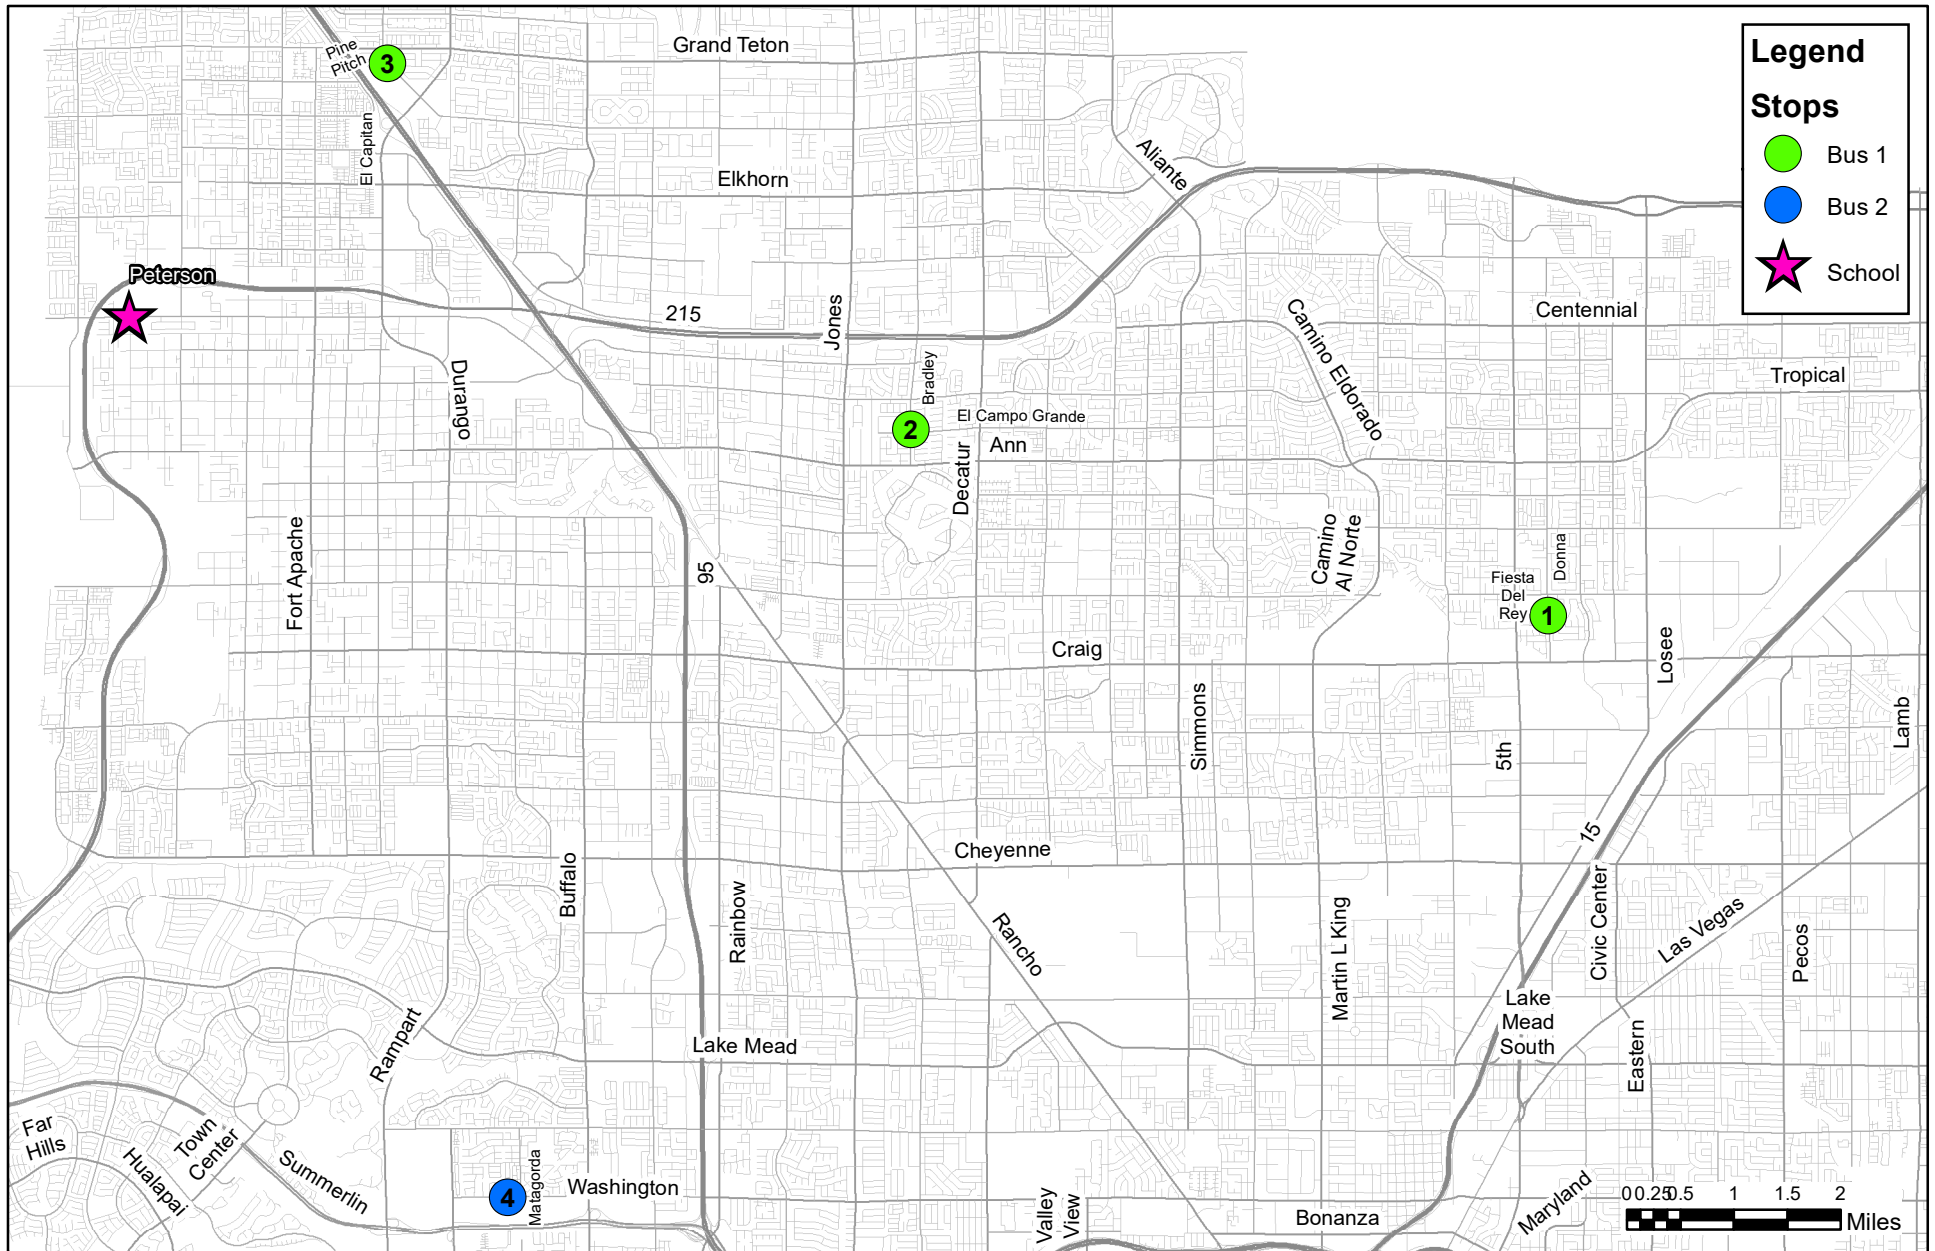 Grand Teton
Pine
Pitch
3
El Capitan
Elkhorn
Aliante
Legend
Stops
Bus 1
Bus 2
School
Peterson
215
Jones
Centennial
Camino Eldorado
Durango
Bradley
Tropical
2
El Campo Grande
Ann
Decatur
Fort Apache
95
Camino
Al Norte
Donna
Fiesta
Del
Rey
1
Craig
Losee
Simmons
5th
Lamb
15
Cheyenne
Buffalo
Rainbow
Rancho
Martin L King
Civic Center
Las Vegas
Pecos
Rampart
Lake Mead
Lake
Mead
South
Eastern
Far
Hills
Town
Center
Hualapai
Summerlin
4
Matagorda
Washington
Valley
View
Bonanza
Maryland
0 0.25 0.5 1 1.5 2
Miles